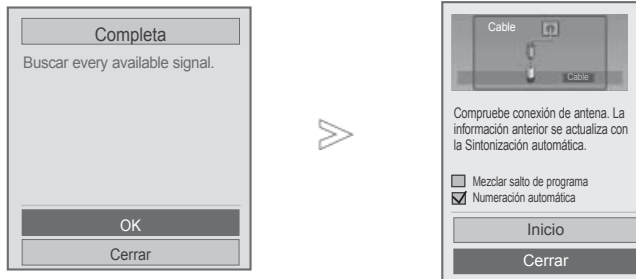 Completa
Buscar every available signal.
OK
Cerrar
Cable
Cable
Compruebe conexión de antena. La
información anterior se actualiza con
la Sintonización automática.
Mezclar salto de programa
Numeración automática
Inicio
Cerrar